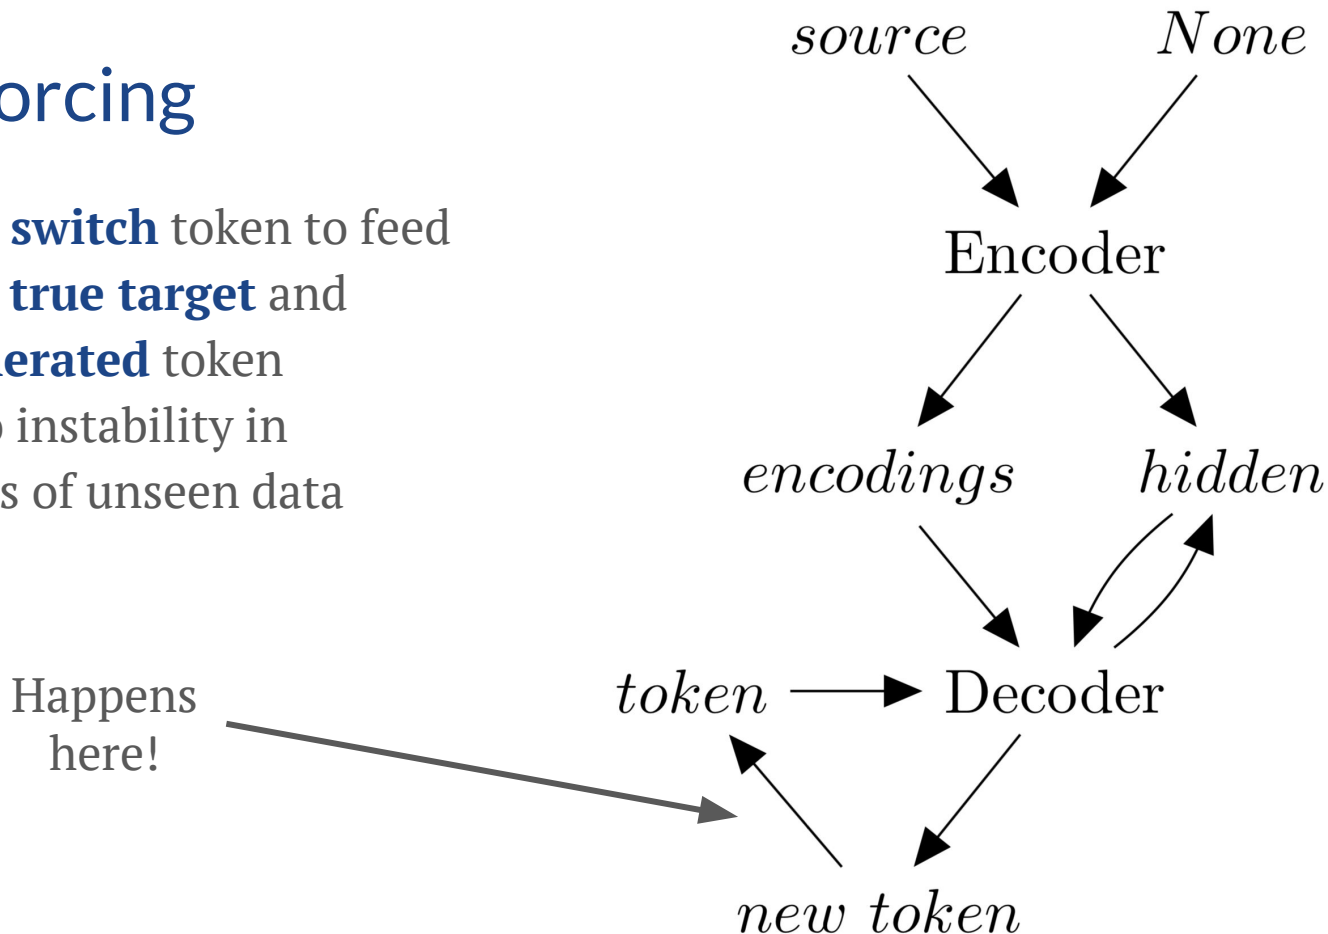 orcing
switch token to feed
true target and
nerated token
o instability in
s of unseen data
Happens
here!
source
None
Encoder
encodings
hidden
token
Decoder
new token